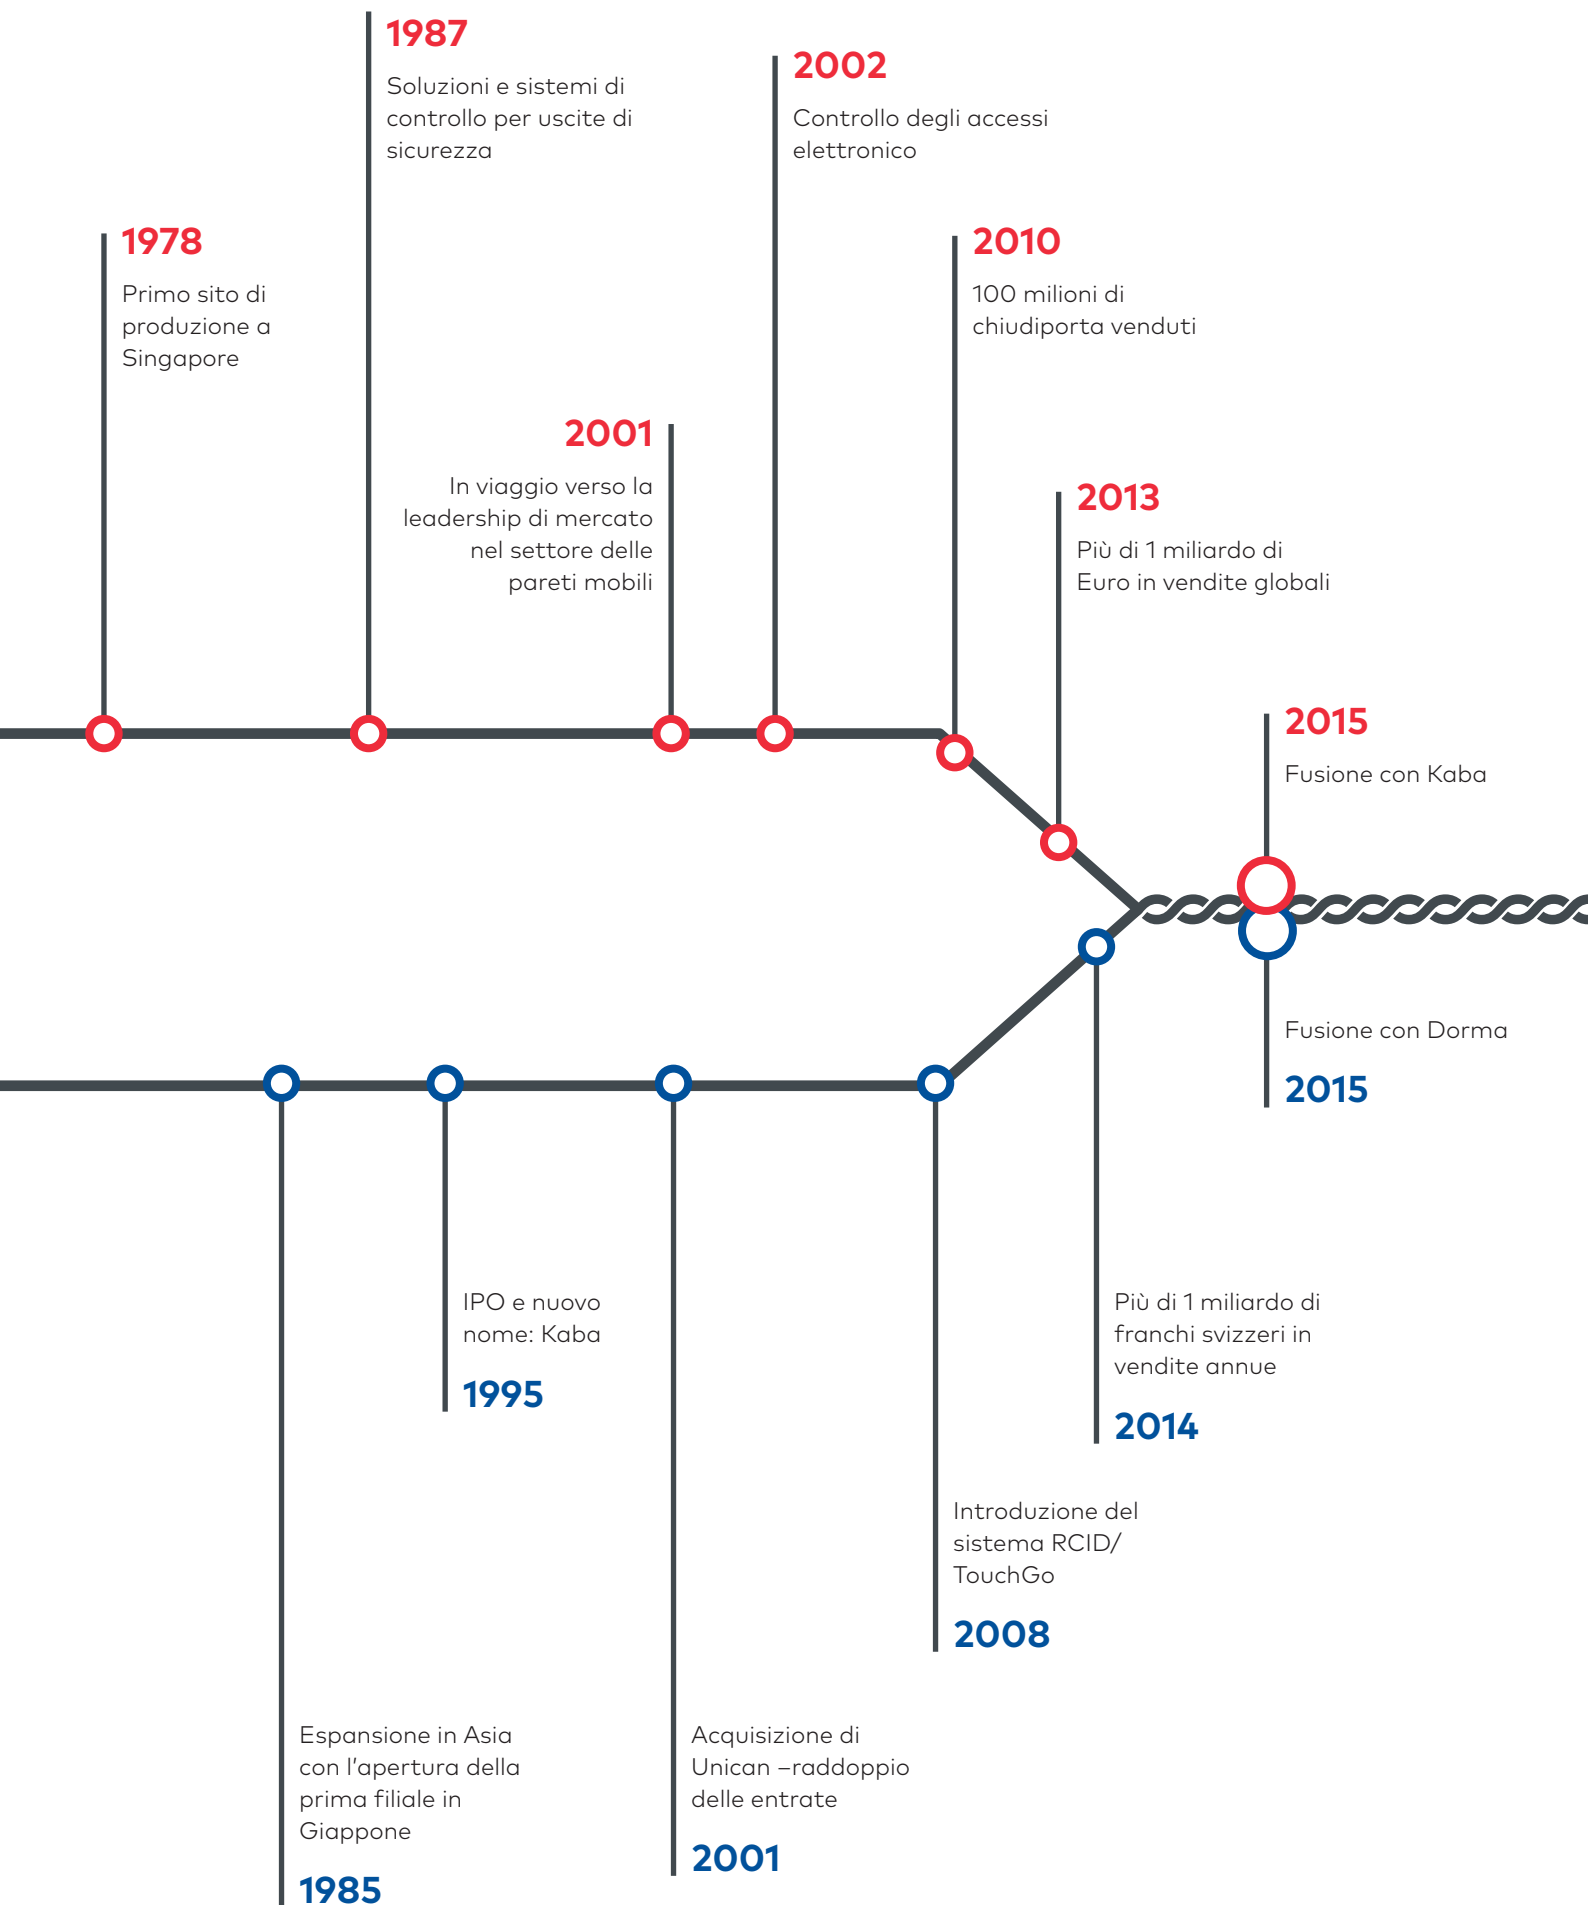 1987
Soluzioni e sistemi di
controllo per uscite di
sicurezza
2002
Controllo degli accessi
elettronico
1978
Primo sito di
produzione a
Singapore
2010
100 milioni di
chiudiporta venduti
2001
In viaggio verso la
leadership di mercato
nel settore delle
pareti mobili
2013
Più di 1 miliardo di
Euro in vendite globali
2015
Fusione con Kaba
Fusione con Dorma
2015
IPO e nuovo
nome: Kaba
1995
Più di 1 miliardo di
franchi svizzeri in
vendite annue
2014
Introduzione del
sistema RCID/
TouchGo
2008
Espansione in Asia
con l'apertura della
prima filiale in
Giappone
1985
Acquisizione di
Unican –raddoppio
delle entrate
2001